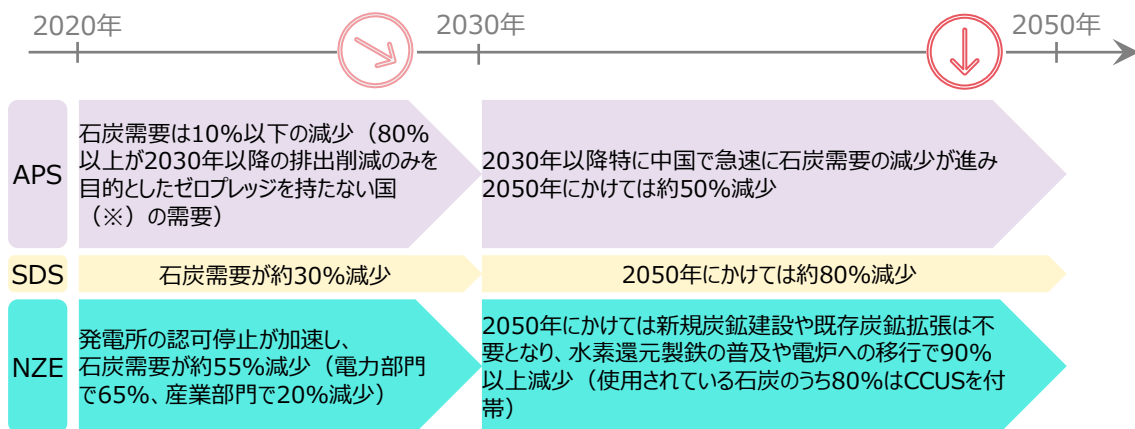 2020年
2030年
2050年
APS
石炭需要は10%以下の減少（80%
以上が2030年以降の排出削減のみを
目的としたゼロプレッジを持たない国
（※）の需要）
2030年以降特に中国で急速に石炭需要の減少が進み
2050年にかけては約50%減少
SDS
石炭需要が約30%減少
2050年にかけては約80%減少
NZE
発電所の認可停止が加速し、
石炭需要が約55%減少（電力部門
で65%、産業部門で20%減少）
2050年にかけては新規炭鉱建設や既存炭鉱拡張は不
要となり、水素還元製鉄の普及や電炉への移行で90%
以上減少（使用されている石炭のうち80%はCCUSを付
帯）